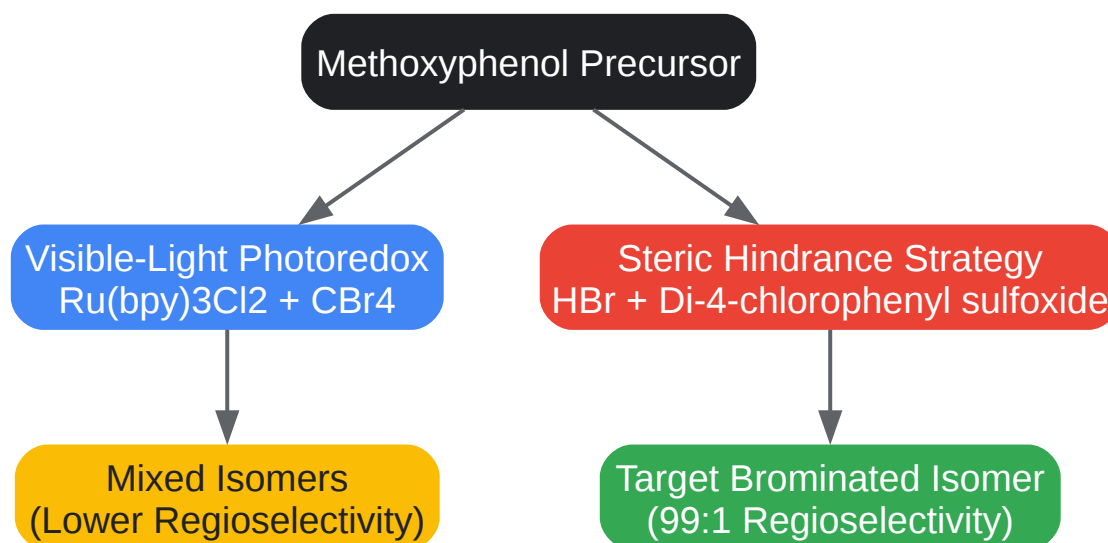 Methoxyphenol Precursor
Visible-Light Photoredox
Ru(bpy)3Cl2 + CBr4
Steric Hindrance Strategy
HBr + Di-4-chlorophenyl sulfoxide
Mixed Isomers
(Lower Regioselectivity)
Target Brominated Isomer
(99:1 Regioselectivity)